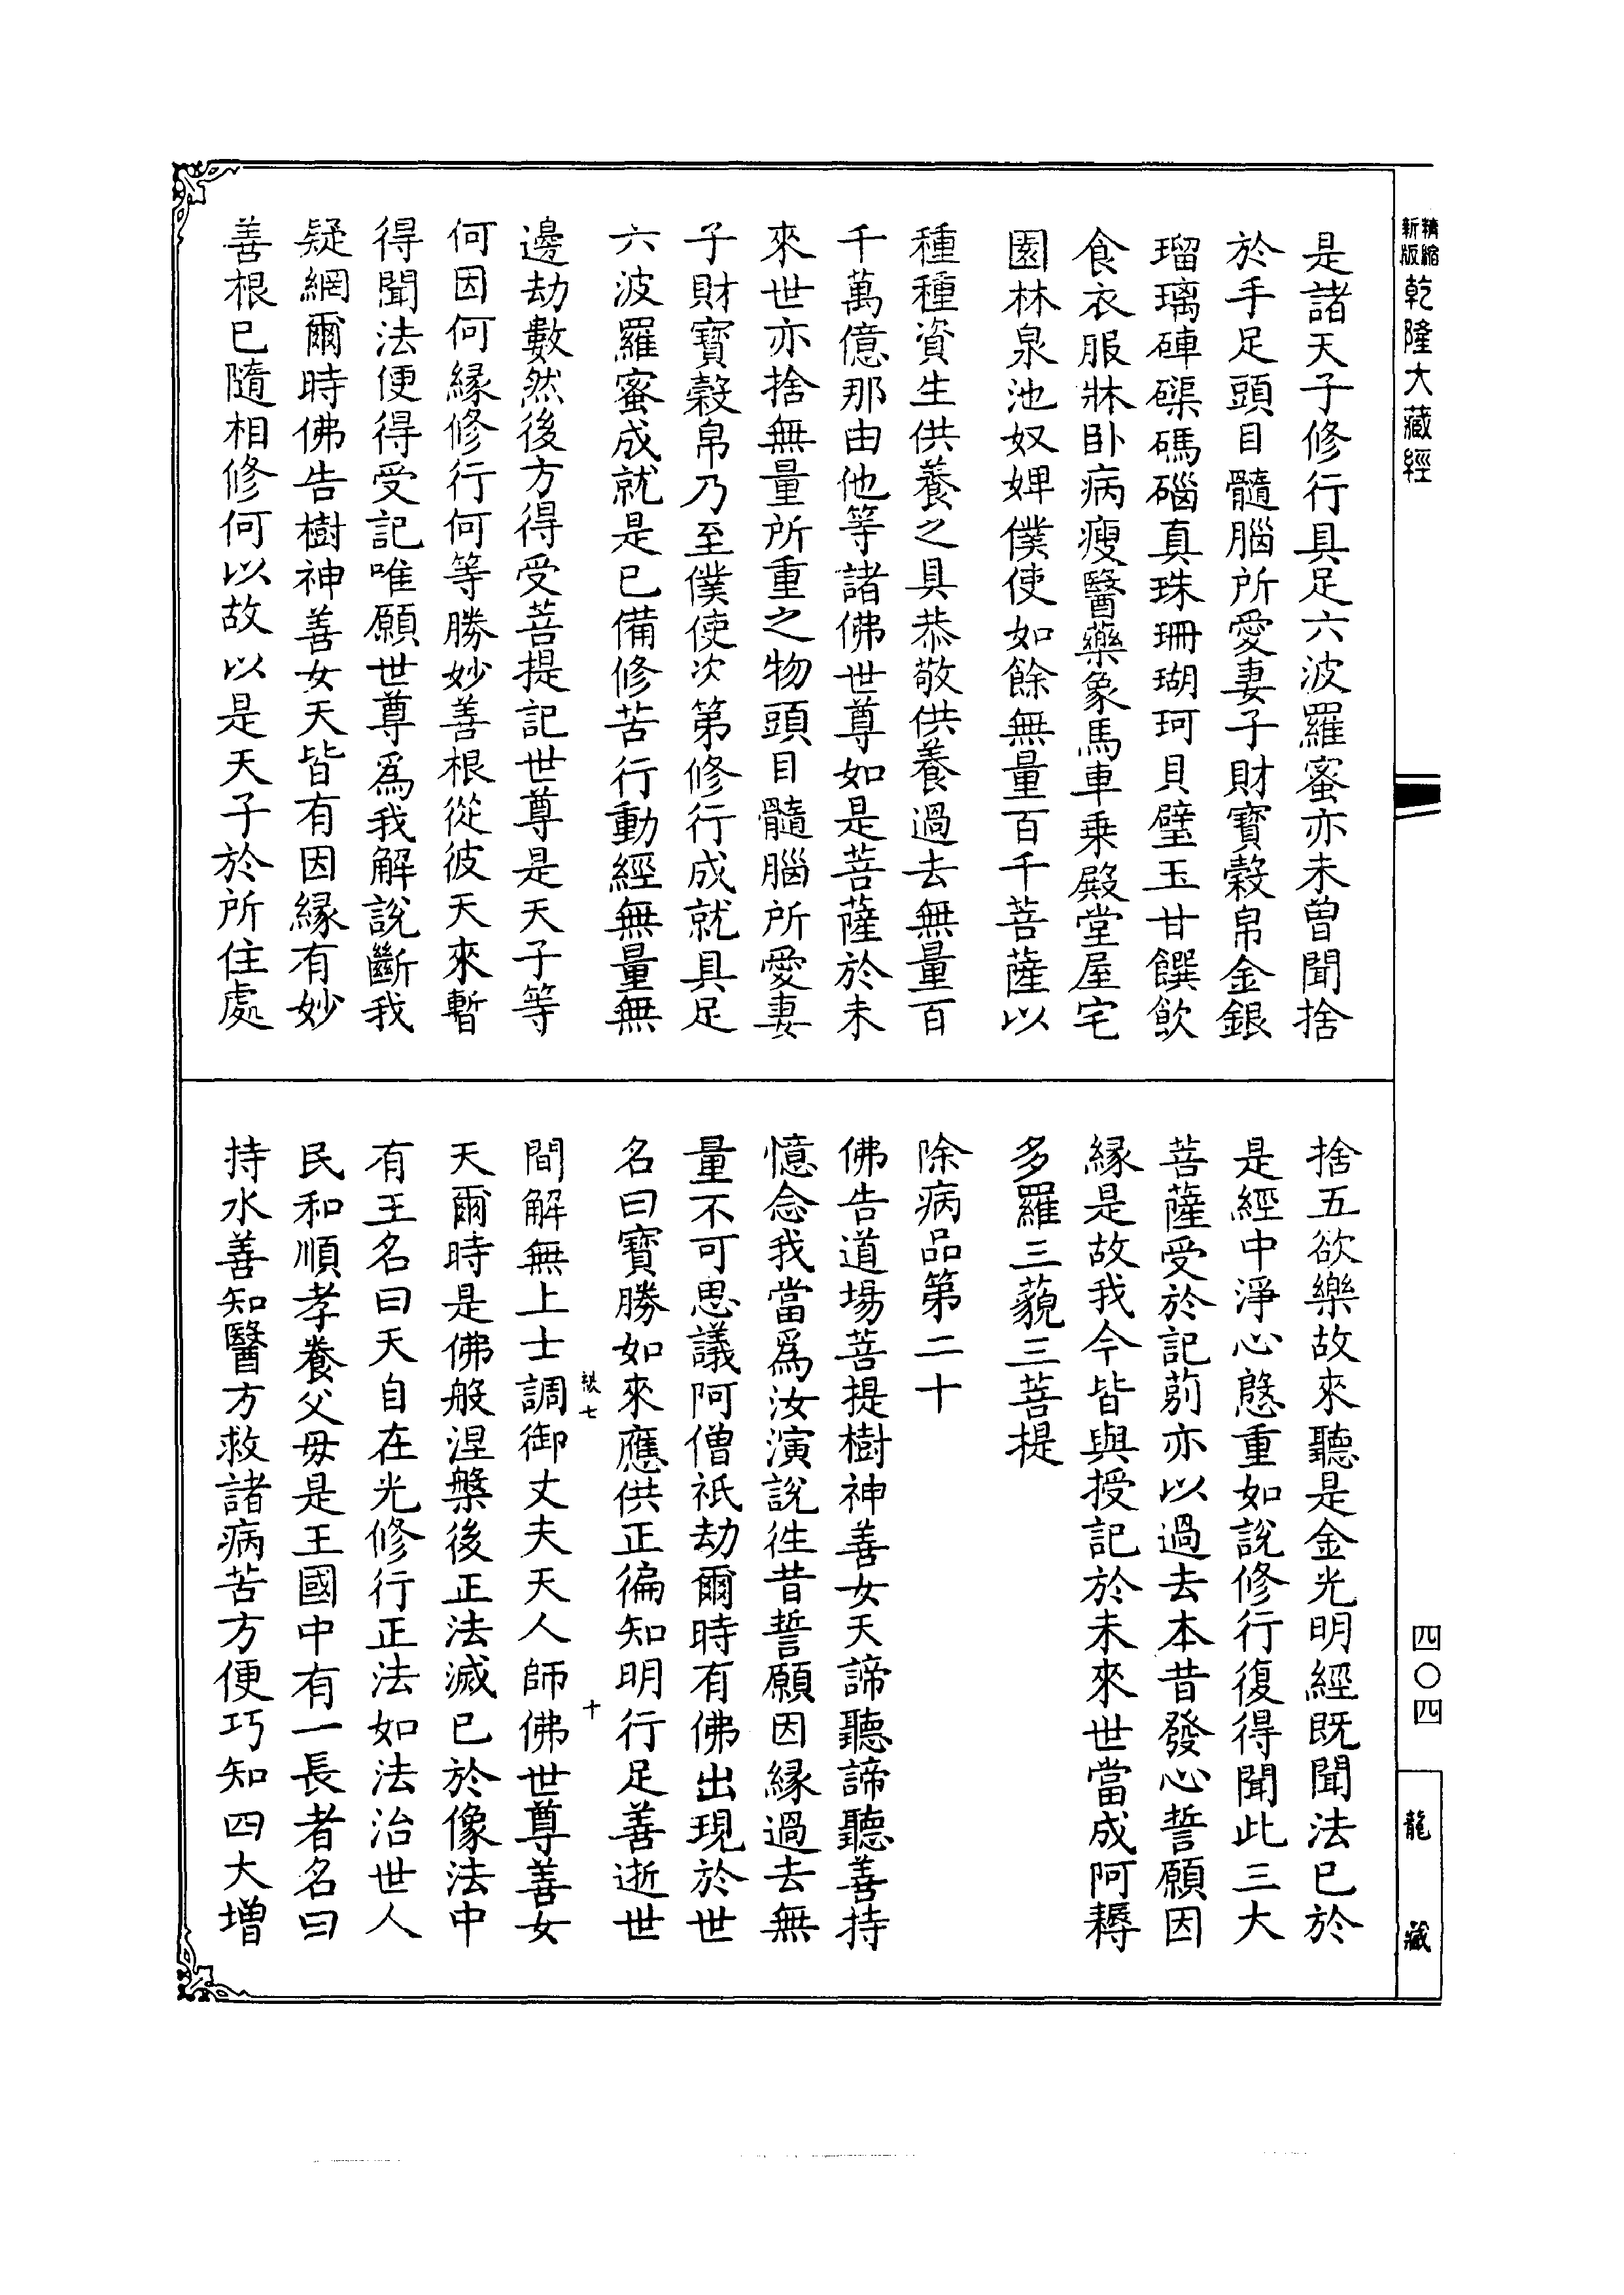 精縮
新版
乾隆大藏經
是諸天子修行具足六波羅蜜亦未曾聞捨
於手足頭目髓腦所愛妻子財寶穀帛金銀
瑠璃硨磲碼碯真珠珊瑚珂貝璧玉甘饌飲
食衣服牀卧病瘦醫藥象馬車乗殿堂屋宅
園林泉池奴婢僕使如餘無量百千菩薩以
種種資生供養之具恭敬供養過去無量百
千萬億那由他等諸佛世尊如是菩薩於未
來世亦捨無量所重之物頭目髓腦所愛妻
子財寶穀帛乃至僕使次第修行成就具足
六波羅蜜成就是已備修苦行動經無量無
邊劫數然後方得受菩提記世尊是天子等
何因何緣修行何等勝妙善根從彼天來暫
得聞法便得受記唯願世尊爲我解說斷我
疑網爾時佛告樹神善女天皆有因緣有妙
善根已隨相修何以故以是天子於所住處
捨五欲樂故來聽是金光明經既聞法已於
是經中淨心慇重如說修行復得聞此三大
菩薩受於記莂亦以過去本昔發心誓願因
緣是故我今皆與授記於未來世當成阿耨
多羅三藐三菩提
除病品第二十
佛告道場菩提樹神善女天諦聽諦聽善持
憶念我當爲汝演說徃昔誓願因緣過去無
量不可思議阿僧祇劫爾時有佛出現於世
名曰寶勝如來應供正徧知明行足善逝世
七 十
間解無上士調御丈夫天人師佛世尊善女
天爾時是佛般涅槃後正法滅已於像法中
有王名曰天自在光修行正法如法治世人
民和順孝養父毋是王國中有一長者名曰
持水善知醫方救諸病苦方便巧知四大增
四〇四
龍藏